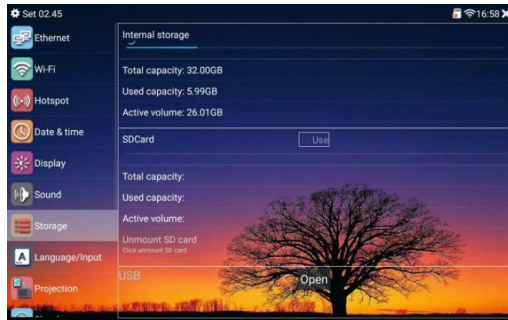 Set 02.45
16:58
Ethernet
Wi-Fi
Hotspot
Date & time
Display
Sound
Storage
Language/Input
Projection
Internal storage
Total capacity: 32.00GB
Used capacity: 5.99GB
Active volume: 26.01GB
SDCard
Use
Total capacity:
Used capacity:
Active volume:
Unmount SD card
Click unmount SD card
USB
Open